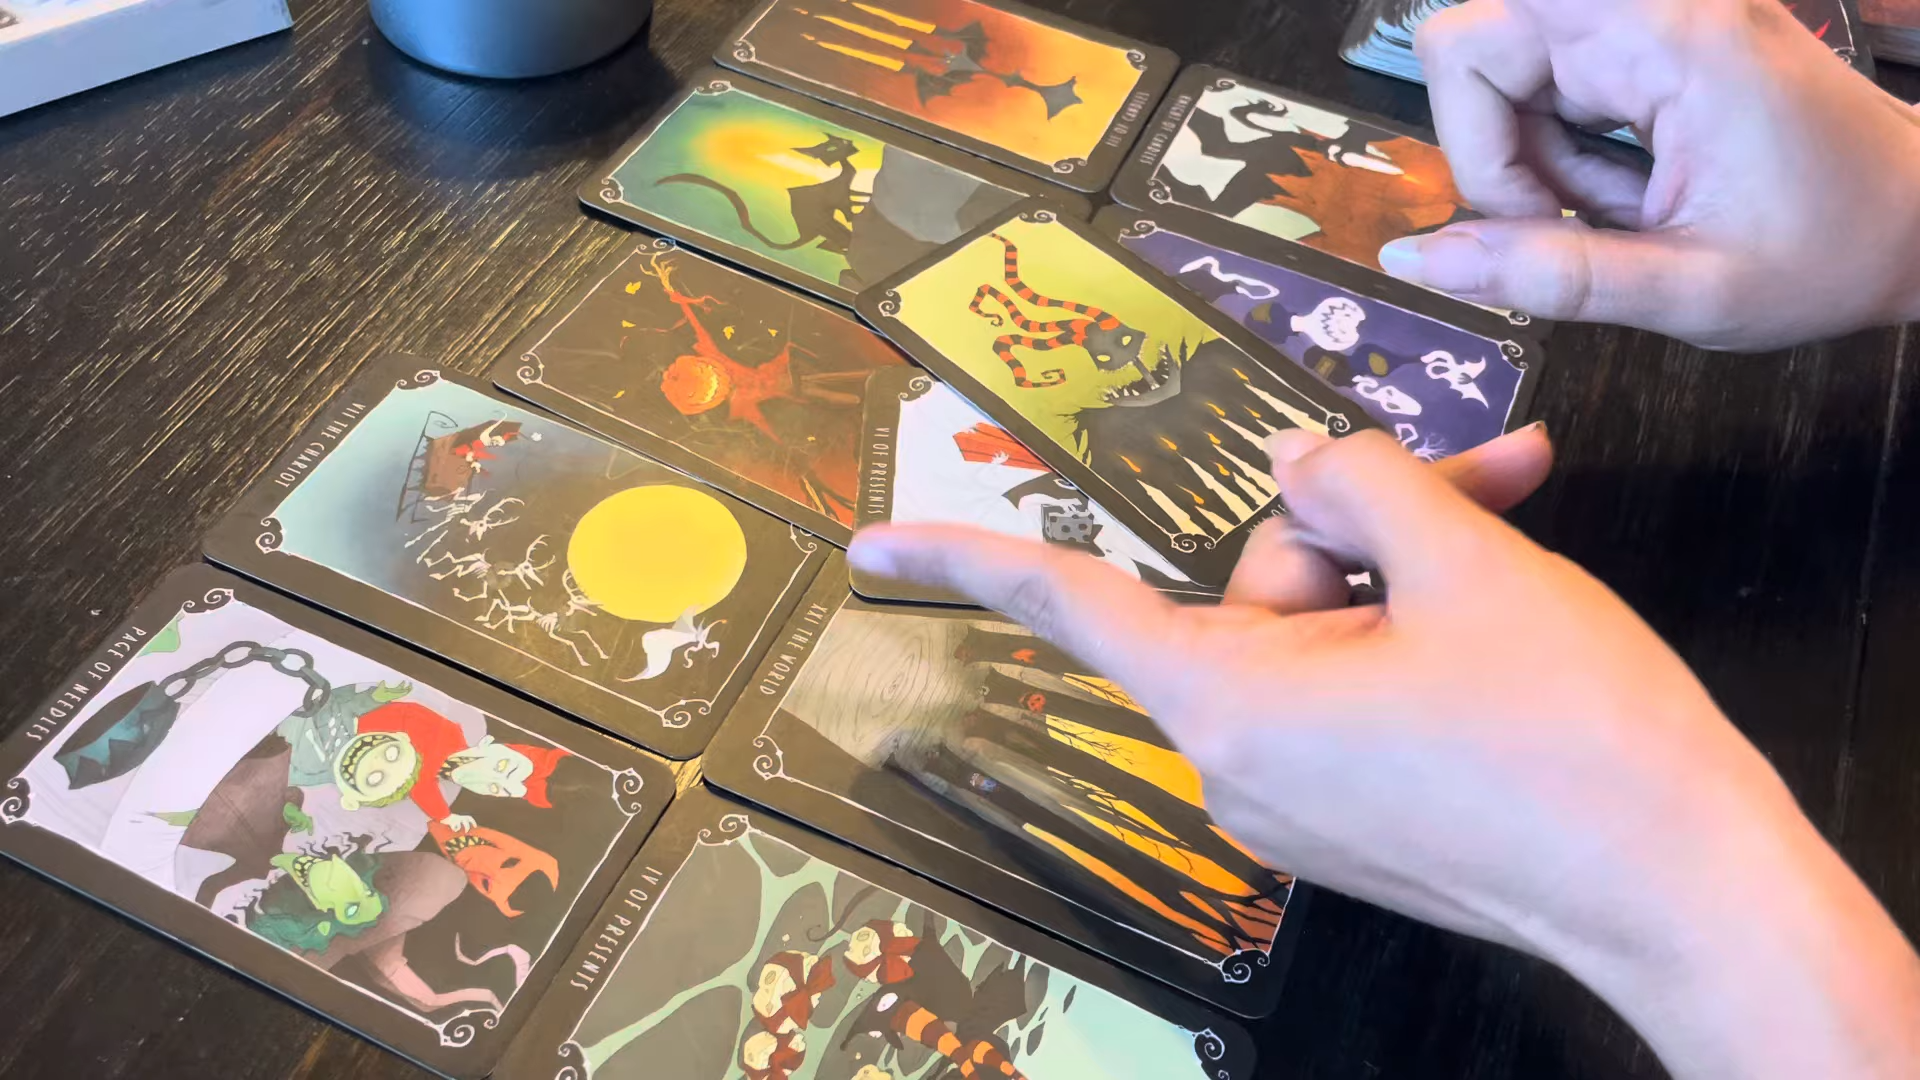 III OF CANDLES
KNIGHT OF CANDLES
VI OF PRESENTS
VII THE CHARIOT
XXI THE WORLD
PAGE OF NEEDLES
IV OF PRESENTS